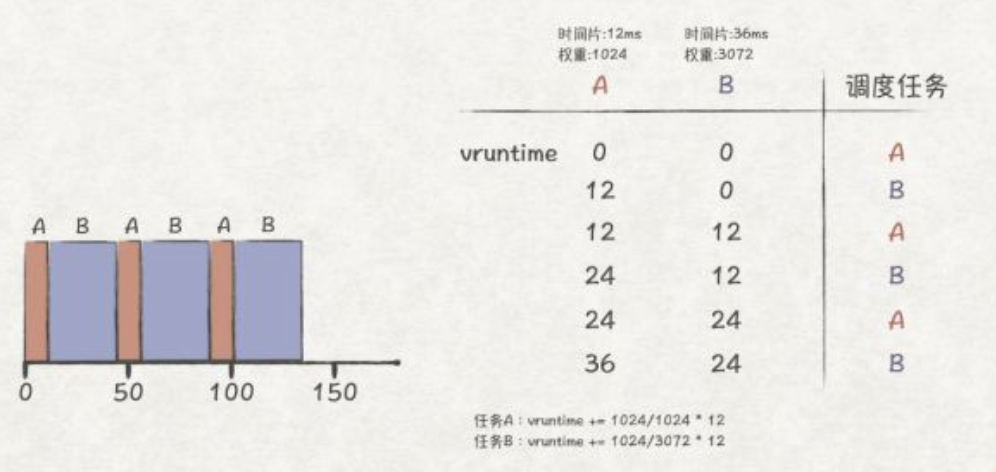 时间片:12ms 时间片:36ms
权重:1024 权重:3072
A B 调度任务
vruntime 0 0 A
12 0 B
12 12 A
24 12 B
24 24 A
36 24 B
A B A B A B
0 50 100 150
任务A：vruntime += 1024/1024 * 12
任务B：vruntime += 1024/3072 * 12